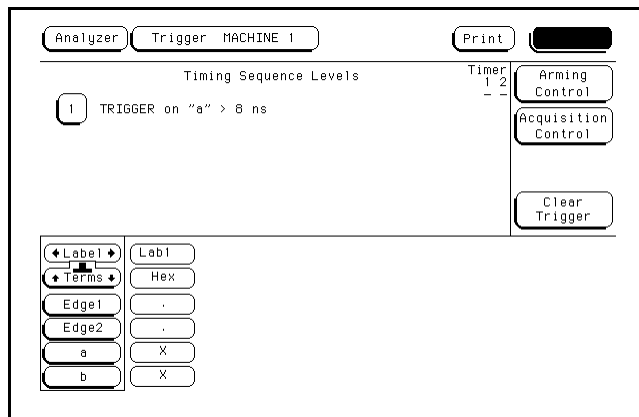 Analyzer Trigger MACHINE 1 Print
Timing Sequence Levels
Timer
1 2
- -
1 TRIGGER on "a" > 8 ns
Arming
Control
Acquisition
Control
Clear
Trigger
Label Lab1
Terms Hex
Edge1 .
Edge2 .
a X
b X